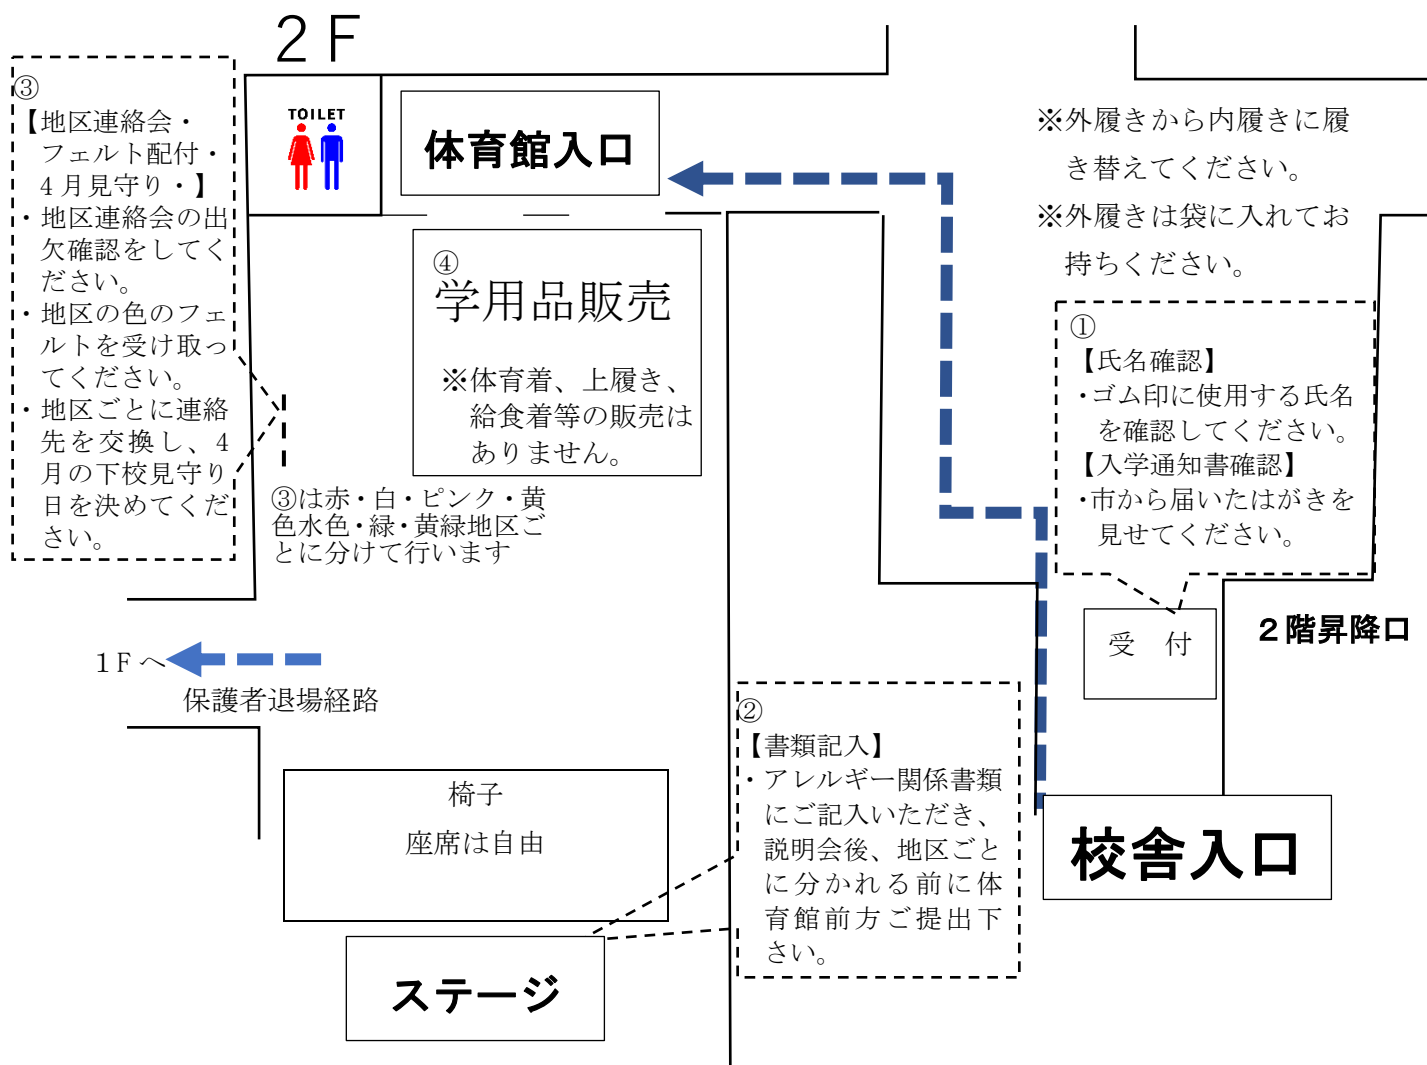 ２F
③
【地区連絡会・
フェルト配付・
４月見守り・】
・地区連絡会の出
欠確認をしてく
ださい。
・地区の色のフェ
ルトを受け取っ
てください。
・地区ごとに連絡
先を交換し、4
月の下校見守り
日を決めてくだ
さい。
TOILET
体育館入口
※外履きから内履きに履
き替えてください。
※外履きは袋に入れてお
持ちください。
④
学用品販売
※体育着、上履き、
給食着等の販売は
ありません。
①
【氏名確認】
・ゴム印に使用する氏名
を確認してください。
【入学通知書確認】
・市から届いたはがきを
見せてください。
③は赤・白・ピンク・黄
色水色・緑・黄緑地区ご
とに分けて行います
受　付
２階昇降口
１F へ
保護者退場経路
②
【書類記入】
・アレルギー関係書類
にご記入いただき、
説明会後、地区ごと
に分かれる前に体
育館前方ご提出下
さい。
椅子
座席は自由
校舎入口
ステージ